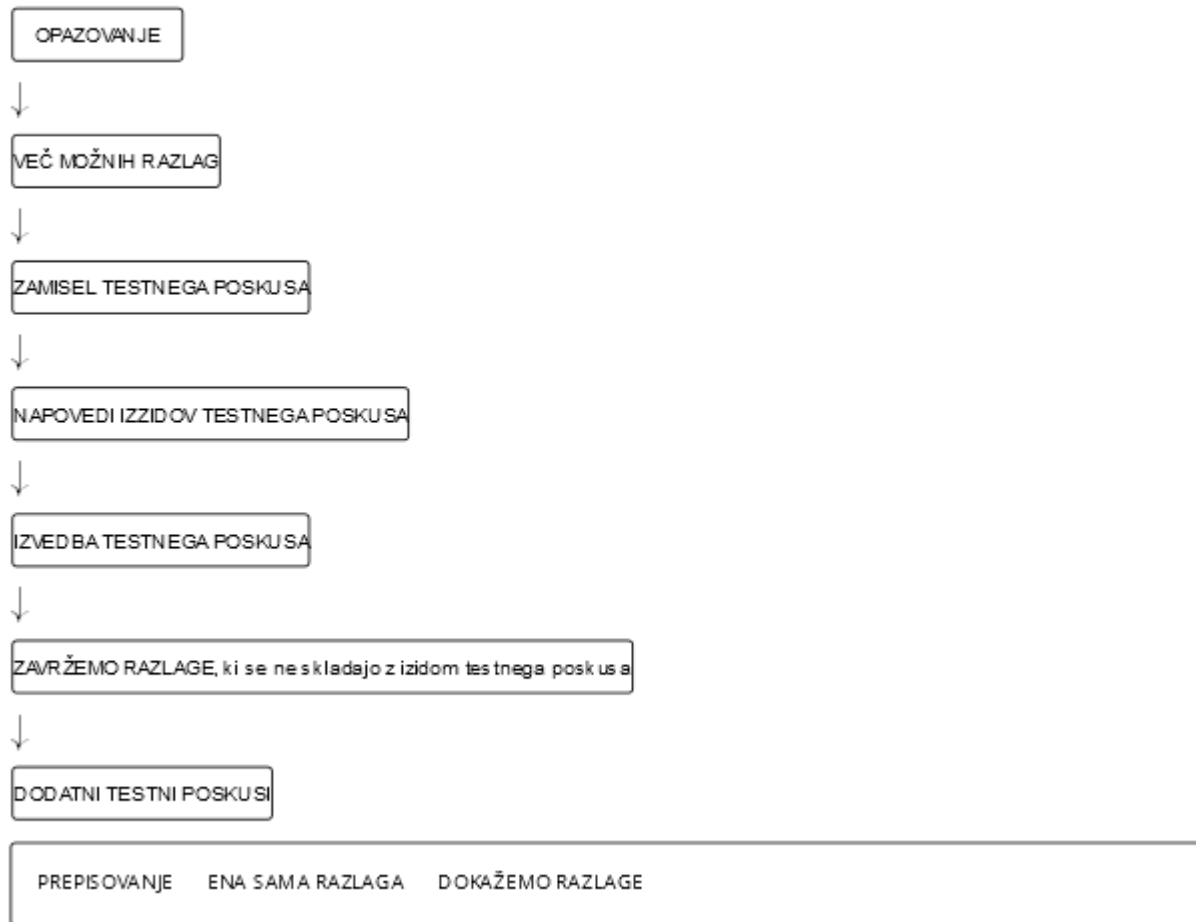 OPAZOVANJE
VEČ MOŽNIH RAZLAG
ZAMISEL TESTNEGA POSKUSA
NAPOVEDI IZZIDOV TESTNEGA POSKUSA
IZVEDBA TESTNEGA POSKUSA
ZAVRŽEMO RAZLAGE, ki se ne skladajo z izidom testnega poskusa
DODATNI TESTNI POSKUSI
PREPISOVANJE ENA SAMA RAZLAGA DOKAŽEMO RAZLAGE